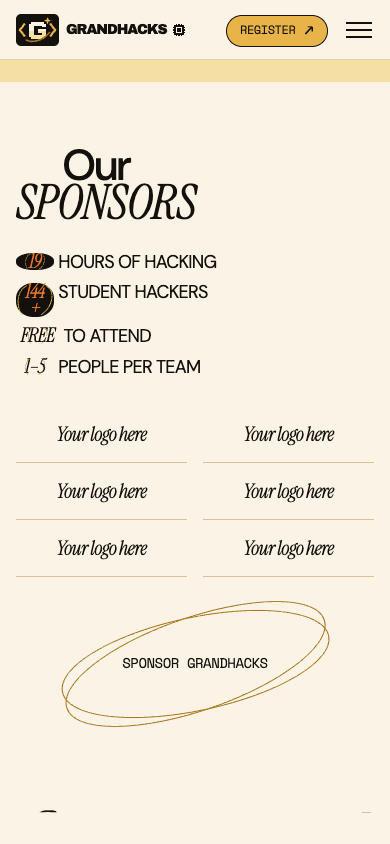 GRANDHACKS
REGISTER ↗
Our
SPONSORS
19 HOURS OF HACKING
144+ STUDENT HACKERS
FREE TO ATTEND
1-5 PEOPLE PER TEAM
Your logo here Your logo here
Your logo here Your logo here
Your logo here Your logo here
SPONSOR GRANDHACKS